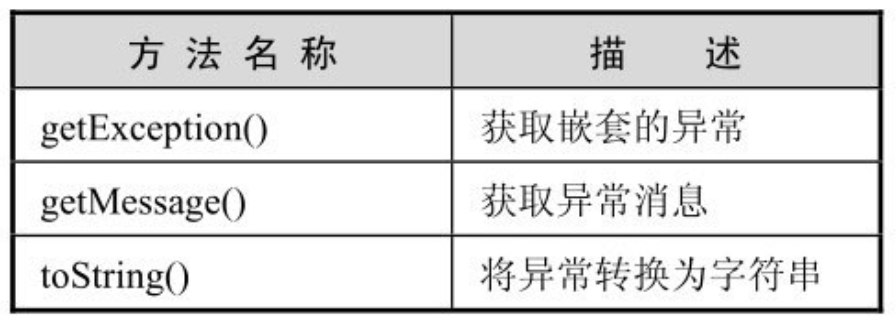 方法名称 描述
getException() 获取嵌套的异常
getMessage() 获取异常消息
toString() 将异常转换为字符串